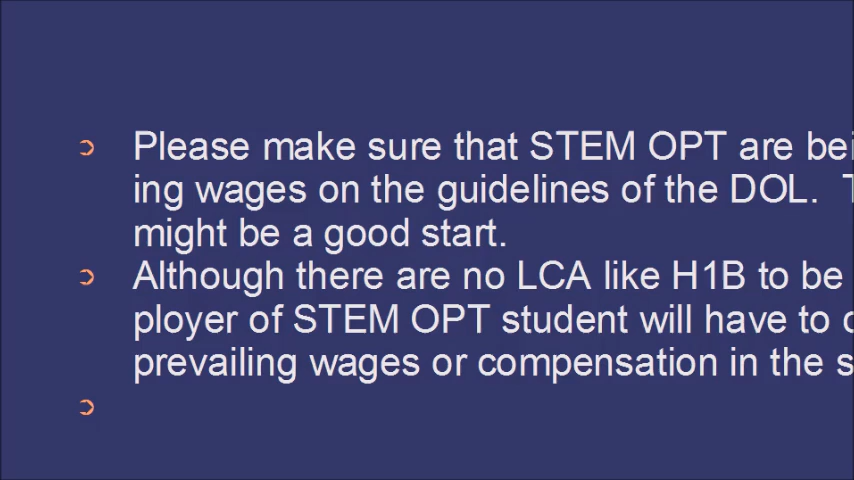 Please make sure that STEM OPT are bei
ing wages on the guidelines of the DOL. T
might be a good start.
Although there are no LCA like H1B to be
ployer of STEM OPT student will have to
prevailing wages or compensation in the s